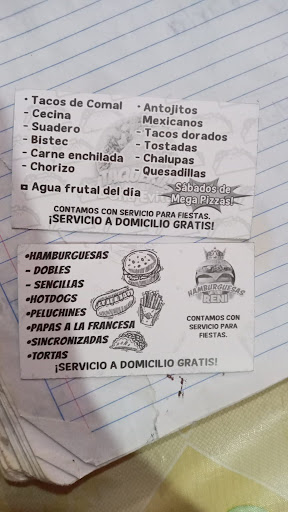 · Tacos de Comal
- Cecina
- Suadero
- Bistec
- Carne enchilada
- Chorizo
· Antojitos
Mexicanos
- Tacos dorados
- Tostadas
- Chalupas
- Quesadillas
Agua frutal del día
Sábados de
Mega Pizzas!
CONTAMOS CON SERVICIO PARA FIESTAS.
¡SERVICIO A DOMICILIO GRATIS!
•HAMBURGUESAS
- DOBLES
- SENCILLAS
•HOTDOGS
•PELUCHINES
•PAPAS A LA FRANCESA
•SINCRONIZADAS
•TORTAS
HAMBURGUESAS
RENI
CONTAMOS CON
SERVICIO PARA
FIESTAS.
¡SERVICIO A DOMICILIO GRATIS!